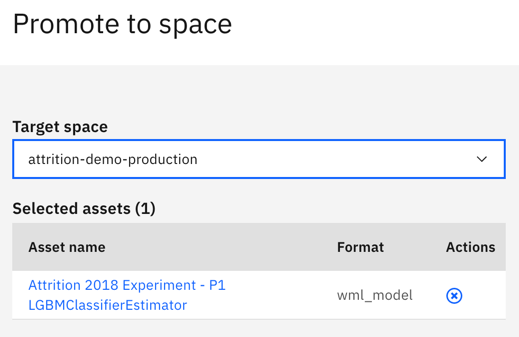 Promote to space
Target space
attrition-demo-production
Selected assets (1)
Asset name Format Actions
Attrition 2018 Experiment - P1
LGBMClassifierEstimator
wml_model